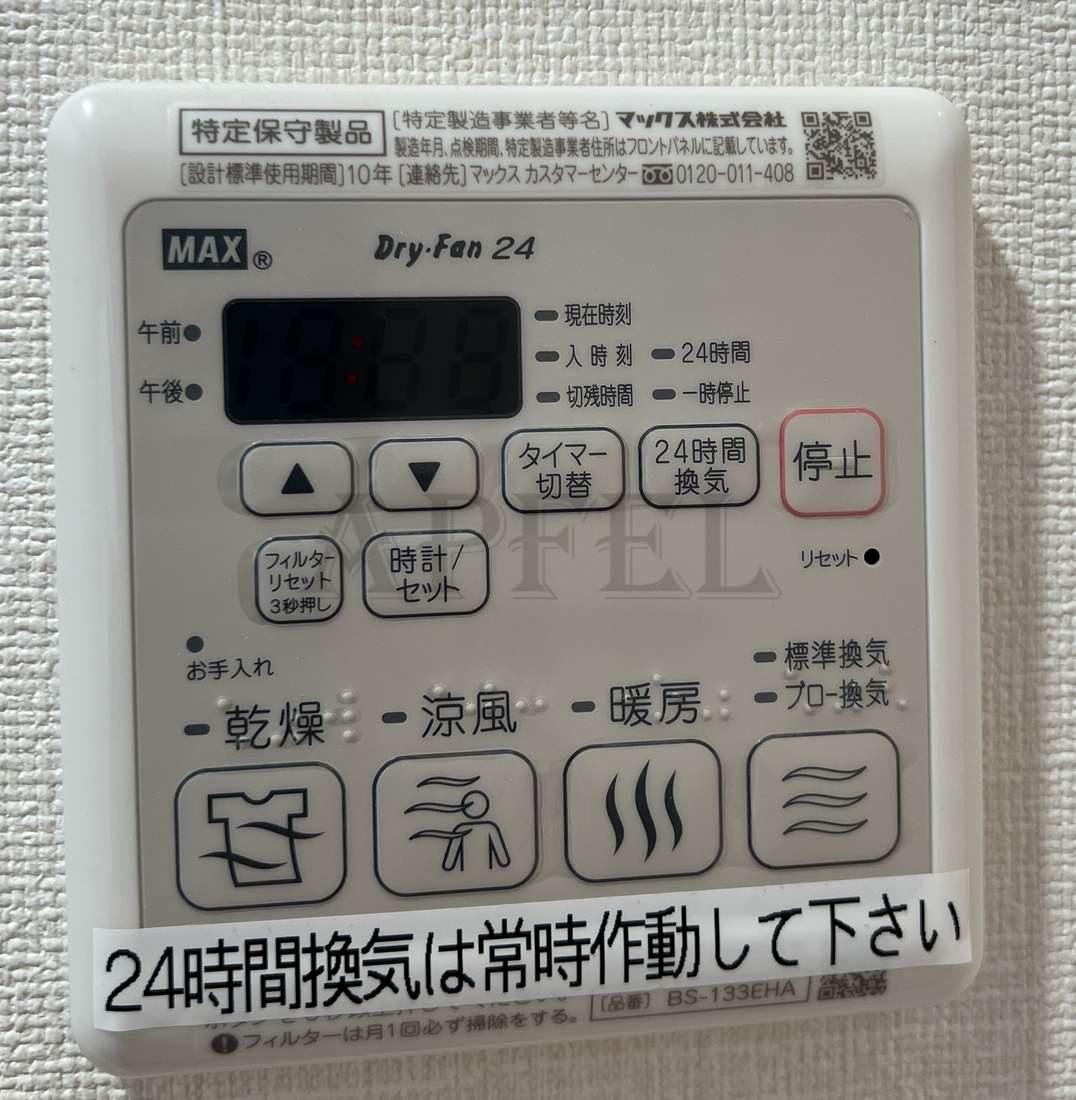 特定保守製品 [特定製造事業者等名] マックス株式会社
製造年月、点検期間、特定製造事業者住所はフロントパネルに記載しています。
[設計標準使用期間]10年 [連絡先]マックス カスタマーセンター 0120-011-408
MAX® Dry・Fan 24
午前
午後
現在時刻
入時刻 24時間
切残時間 一時停止
▲ ▼ タイマー切替 24時間換気 停止
フィルターリセット3秒押し 時計/セット リセット
APFEL
お手入れ
標準換気
ブロー換気
乾燥 涼風 暖房
24時間換気は常時作動して下さい
[品番] BS-133EHA
フィルターは月1回必ず掃除をする。